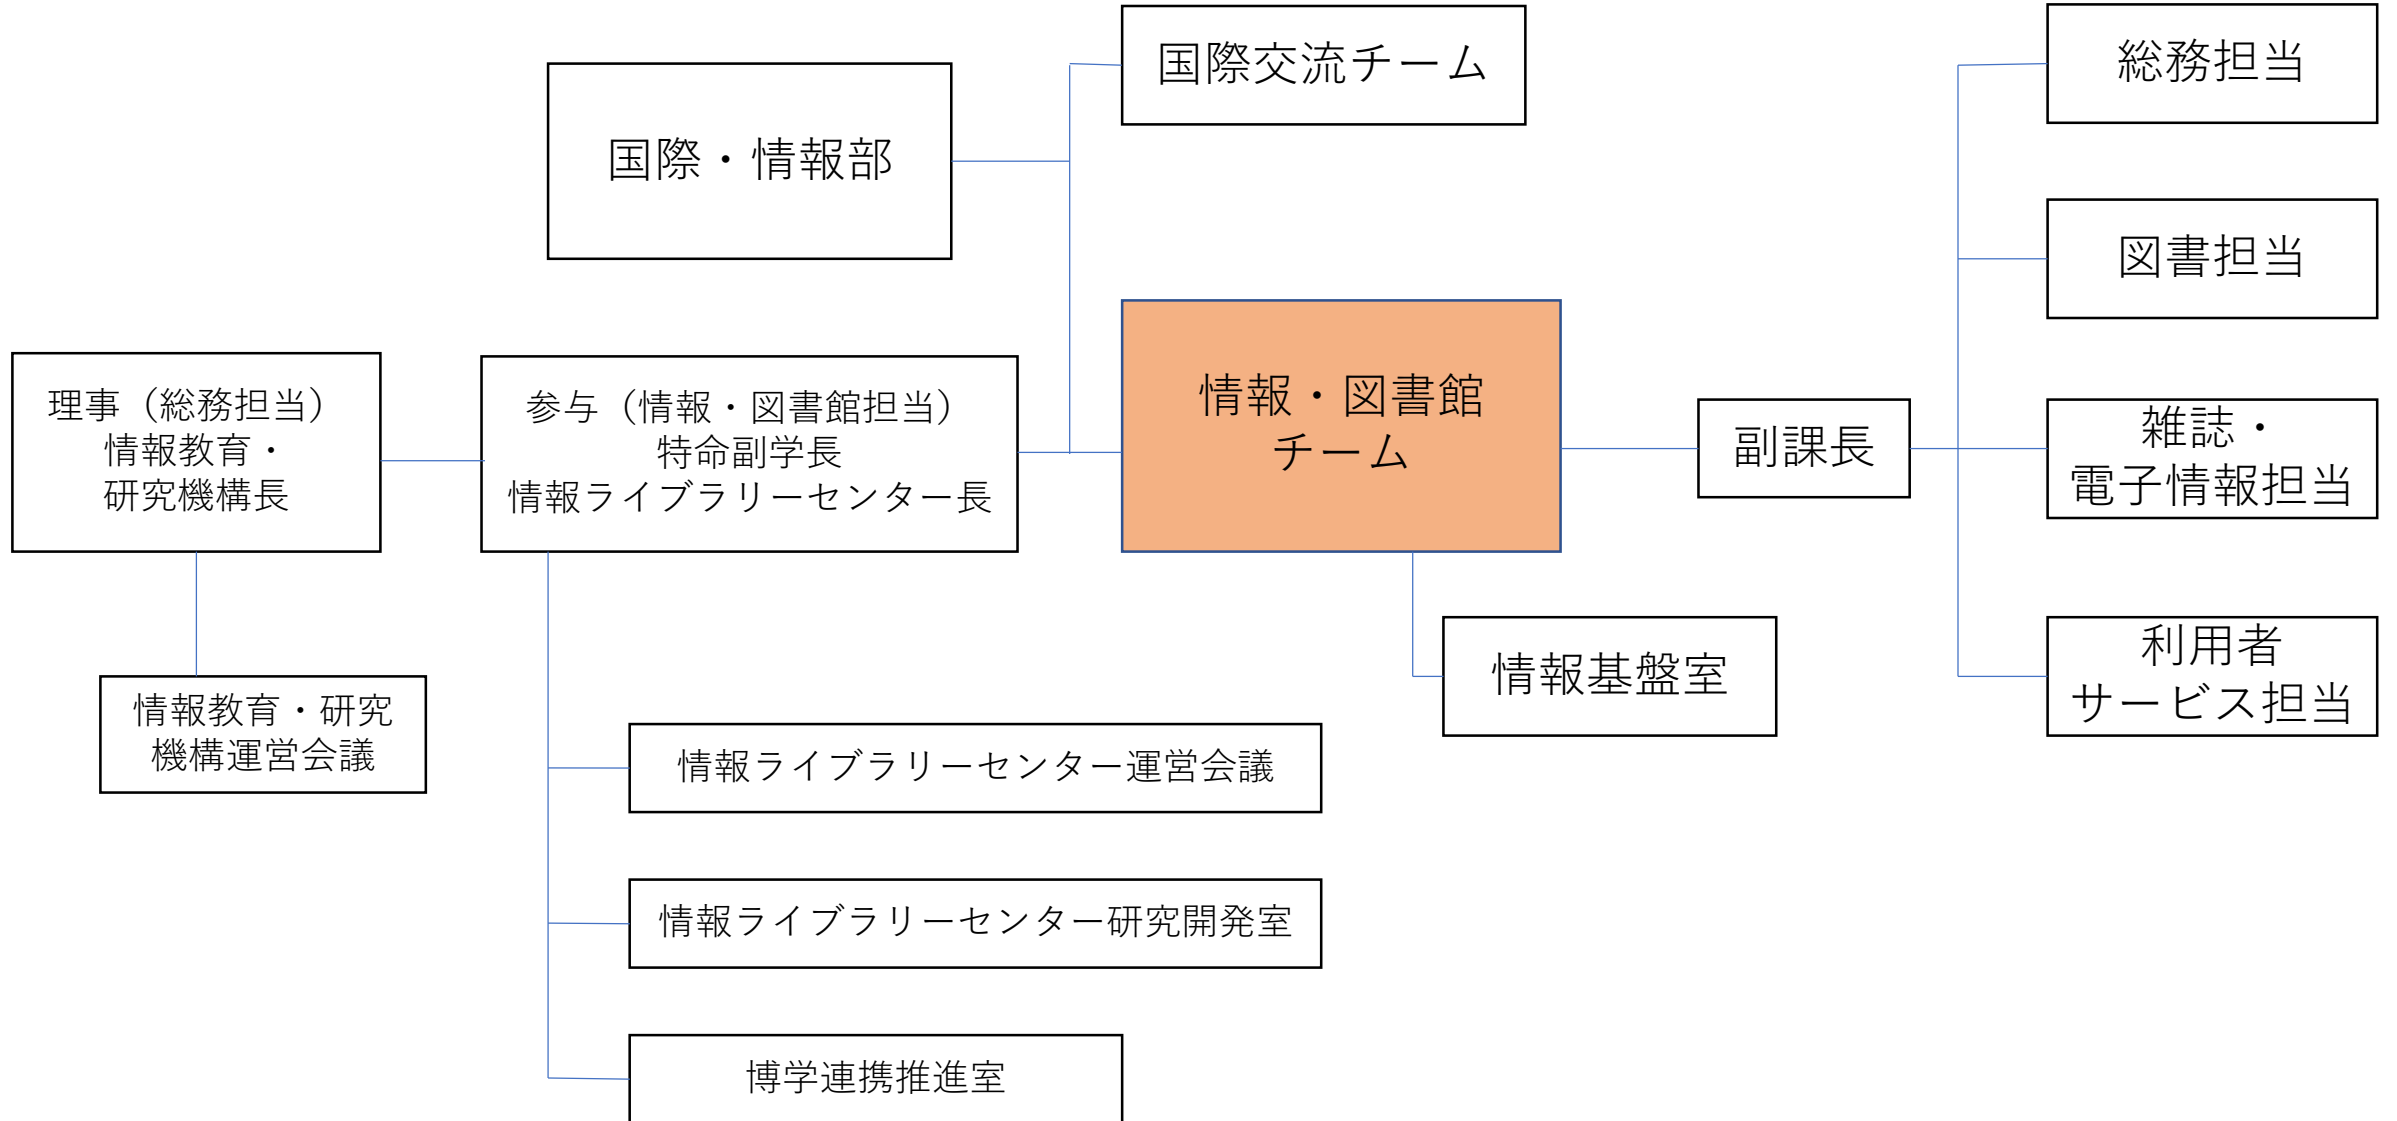 国際交流チーム
総務担当
国際・情報部
図書担当
理事（総務担当）
情報教育・
研究機構長
参与（情報・図書館担当）
特命副学長
情報ライブラリーセンター長
情報・図書館
チーム
副課長
雑誌・
電子情報担当
情報教育・研究
機構運営会議
情報基盤室
利用者
サービス担当
情報ライブラリーセンター運営会議
情報ライブラリーセンター研究開発室
博学連携推進室